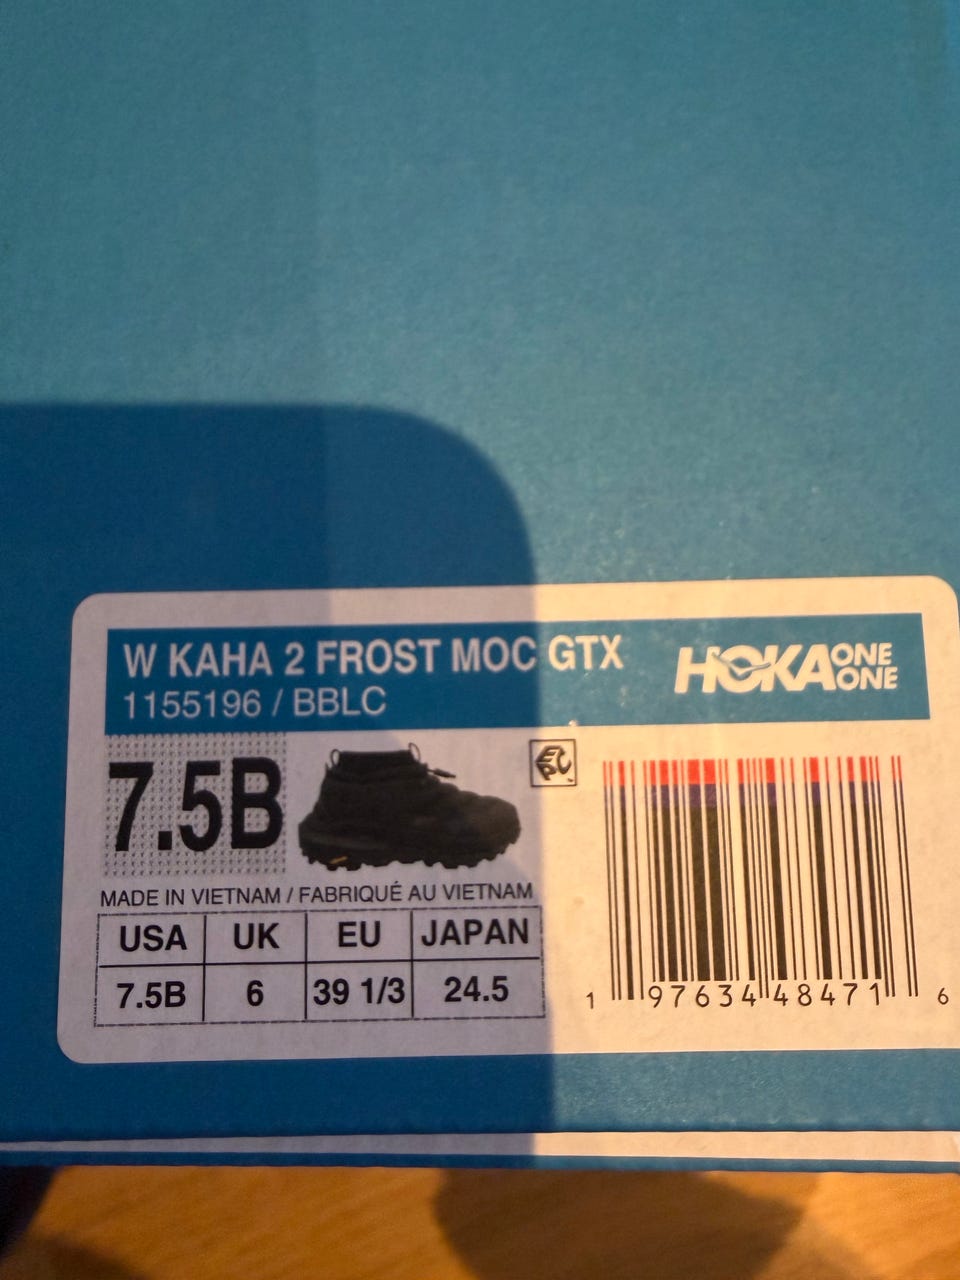 W KAHA 2 FROST MOC GTX
1155196 / BBLC
HOKA ONE ONE
7.5B
EPC
MADE IN VIETNAM / FABRIQUÉ AU VIETNAM
USA UK EU JAPAN
7.5B 6 39 1/3 24.5
1 97634 48471 6